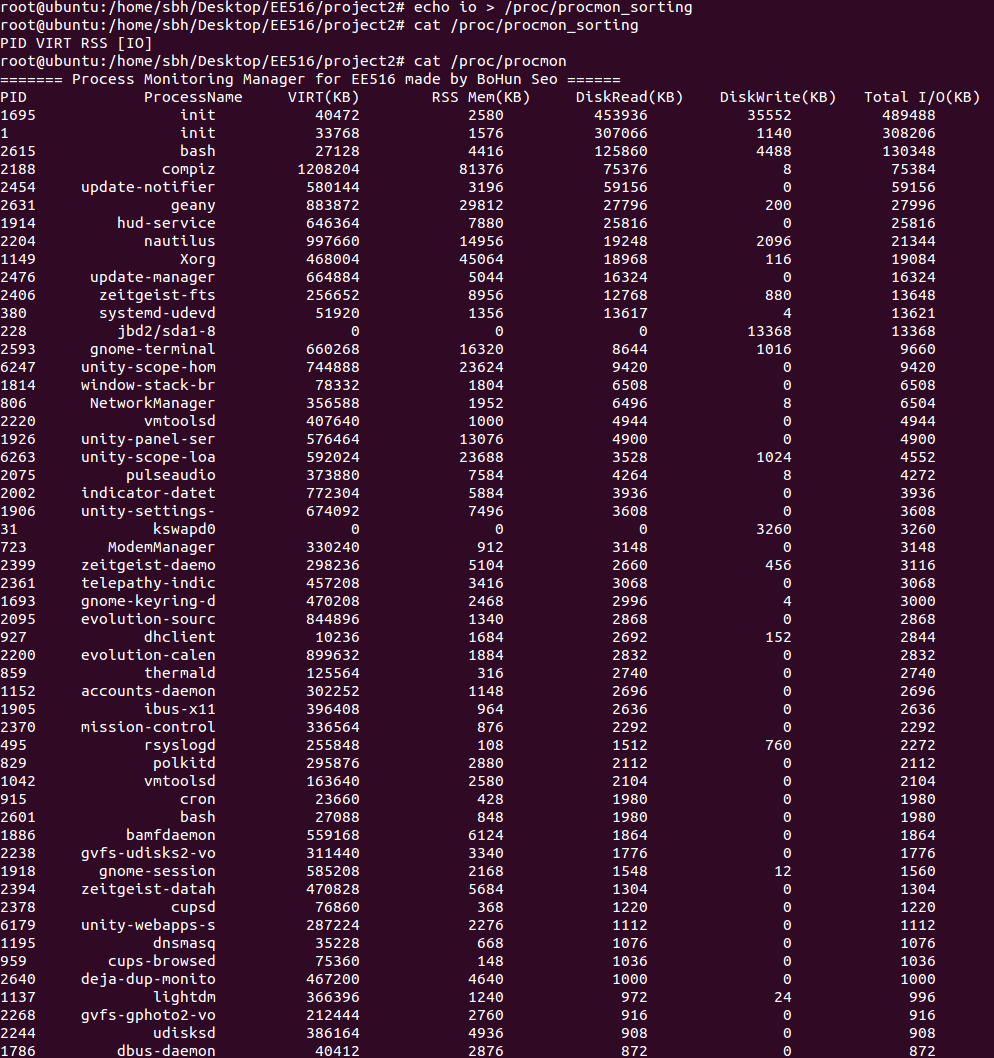 root@ubuntu:/home/sbh/Desktop/EE516/project2# echo io > /proc/procmon_sorting
root@ubuntu:/home/sbh/Desktop/EE516/project2# cat /proc/procmon_sorting
PID VIRT RSS [IO]
root@ubuntu:/home/sbh/Desktop/EE516/project2# cat /proc/procmon
======= Process Monitoring Manager for EE516 made by BoHun Seo ======
PID ProcessName VIRT(KB) RSS Mem(KB) DiskRead(KB) DiskWrite(KB) Total I/O(KB)
1695 init 40472 2580 453936 35552 489488
1 init 33768 1576 307066 1140 308206
2615 bash 27128 4416 125860 4488 130348
2188 compiz 1208204 81376 75376 8 75384
2454 update-notifier 580144 3196 59156 0 59156
2631 geany 883872 29812 27796 200 27996
1914 hud-service 646364 7880 25816 0 25816
2204 nautilus 997660 14956 19248 2096 21344
1149 Xorg 468004 45064 18968 116 19084
2476 update-manager 664884 5044 16324 0 16324
2406 zeitgeist-fts 256652 8956 12768 880 13648
380 systemd-udevd 51920 1356 13617 4 13621
228 jbd2/sda1-8 0 0 0 13368 13368
2593 gnome-terminal 660268 16320 8644 1016 9660
6247 unity-scope-hom 744888 23624 9420 0 9420
1814 window-stack-br 78332 1804 6508 0 6508
806 NetworkManager 356588 1952 6496 8 6504
2220 vmtoolsd 407640 1000 4944 0 4944
1926 unity-panel-ser 576464 13076 4900 0 4900
6263 unity-scope-loa 592024 23688 3528 1024 4552
2075 pulseaudio 373880 7584 4264 8 4272
2002 indicator-datet 772304 5884 3936 0 3936
1906 unity-settings- 674092 7496 3608 0 3608
31 kswapd0 0 0 0 3260 3260
723 ModemManager 330240 912 3148 0 3148
2399 zeitgeist-daemo 298236 5104 2660 456 3116
2361 telepathy-indic 457208 3416 3068 0 3068
1693 gnome-keyring-d 470208 2468 2996 4 3000
2095 evolution-sourc 844896 1340 2868 0 2868
927 dhclient 10236 1684 2692 152 2844
2200 evolution-calen 899632 1884 2832 0 2832
859 thermald 125564 316 2740 0 2740
1152 accounts-daemon 302252 1148 2696 0 2696
1905 ibus-x11 396408 964 2636 0 2636
2370 mission-control 336564 876 2292 0 2292
495 rsyslogd 255848 108 1512 760 2272
829 polkitd 295876 2880 2112 0 2112
1042 vmtoolsd 163640 2580 2104 0 2104
915 cron 23660 428 1980 0 1980
2601 bash 27088 848 1980 0 1980
1886 bamfdaemon 559168 6124 1864 0 1864
2238 gvfs-udisks2-vo 311440 3340 1776 0 1776
1918 gnome-session 585208 2168 1548 12 1560
2394 zeitgeist-datah 470828 5684 1304 0 1304
2378 cupsd 76860 368 1220 0 1220
6179 unity-webapps-s 287224 2276 1112 0 1112
1195 dnsmasq 35228 668 1076 0 1076
959 cups-browsed 75360 148 1036 0 1036
2640 deja-dup-monito 467200 4640 1000 0 1000
1137 lightdm 366396 1240 972 24 996
2268 gvfs-gphoto2-vo 212444 2760 916 0 916
2244 udisksd 386164 4936 908 0 908
1786 dbus-daemon 40412 2876 872 0 872